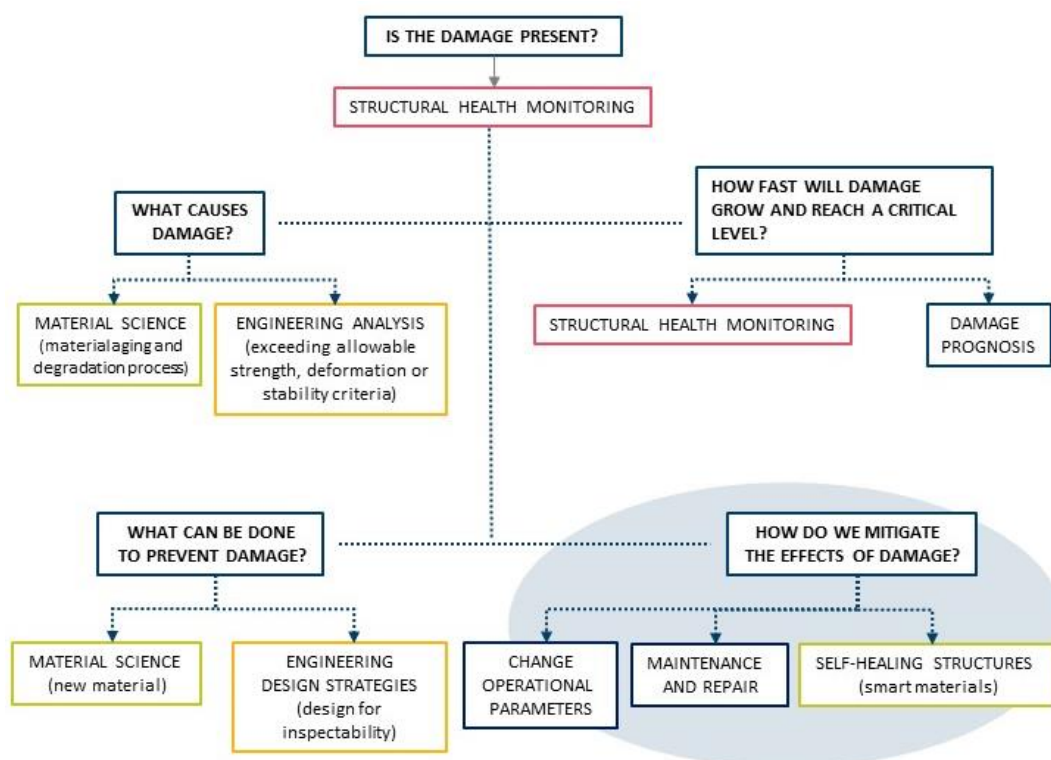 IS THE DAMAGE PRESENT?
STRUCTURAL HEALTH MONITORING
WHAT CAUSES
DAMAGE?
HOW FAST WILL DAMAGE
GROW AND REACH A CRITICAL
LEVEL?
MATERIAL SCIENCE
(materialaging and
degradation process)
ENGINEERING ANALYSIS
(exceeding allowable
strength, deformation or
stability criteria)
STRUCTURAL HEALTH MONITORING
DAMAGE
PROGNOSIS
WHAT CAN BE DONE
TO PREVENT DAMAGE?
HOW DO WE MITIGATE
THE EFFECTS OF DAMAGE?
MATERIAL SCIENCE
(new material)
ENGINEERING
DESIGN STRATEGIES
(design for
inspectability)
CHANGE
OPERATIONAL
PARAMETERS
MAINTENANCE
AND REPAIR
SELF-HEALING STRUCTURES
(smart materials)